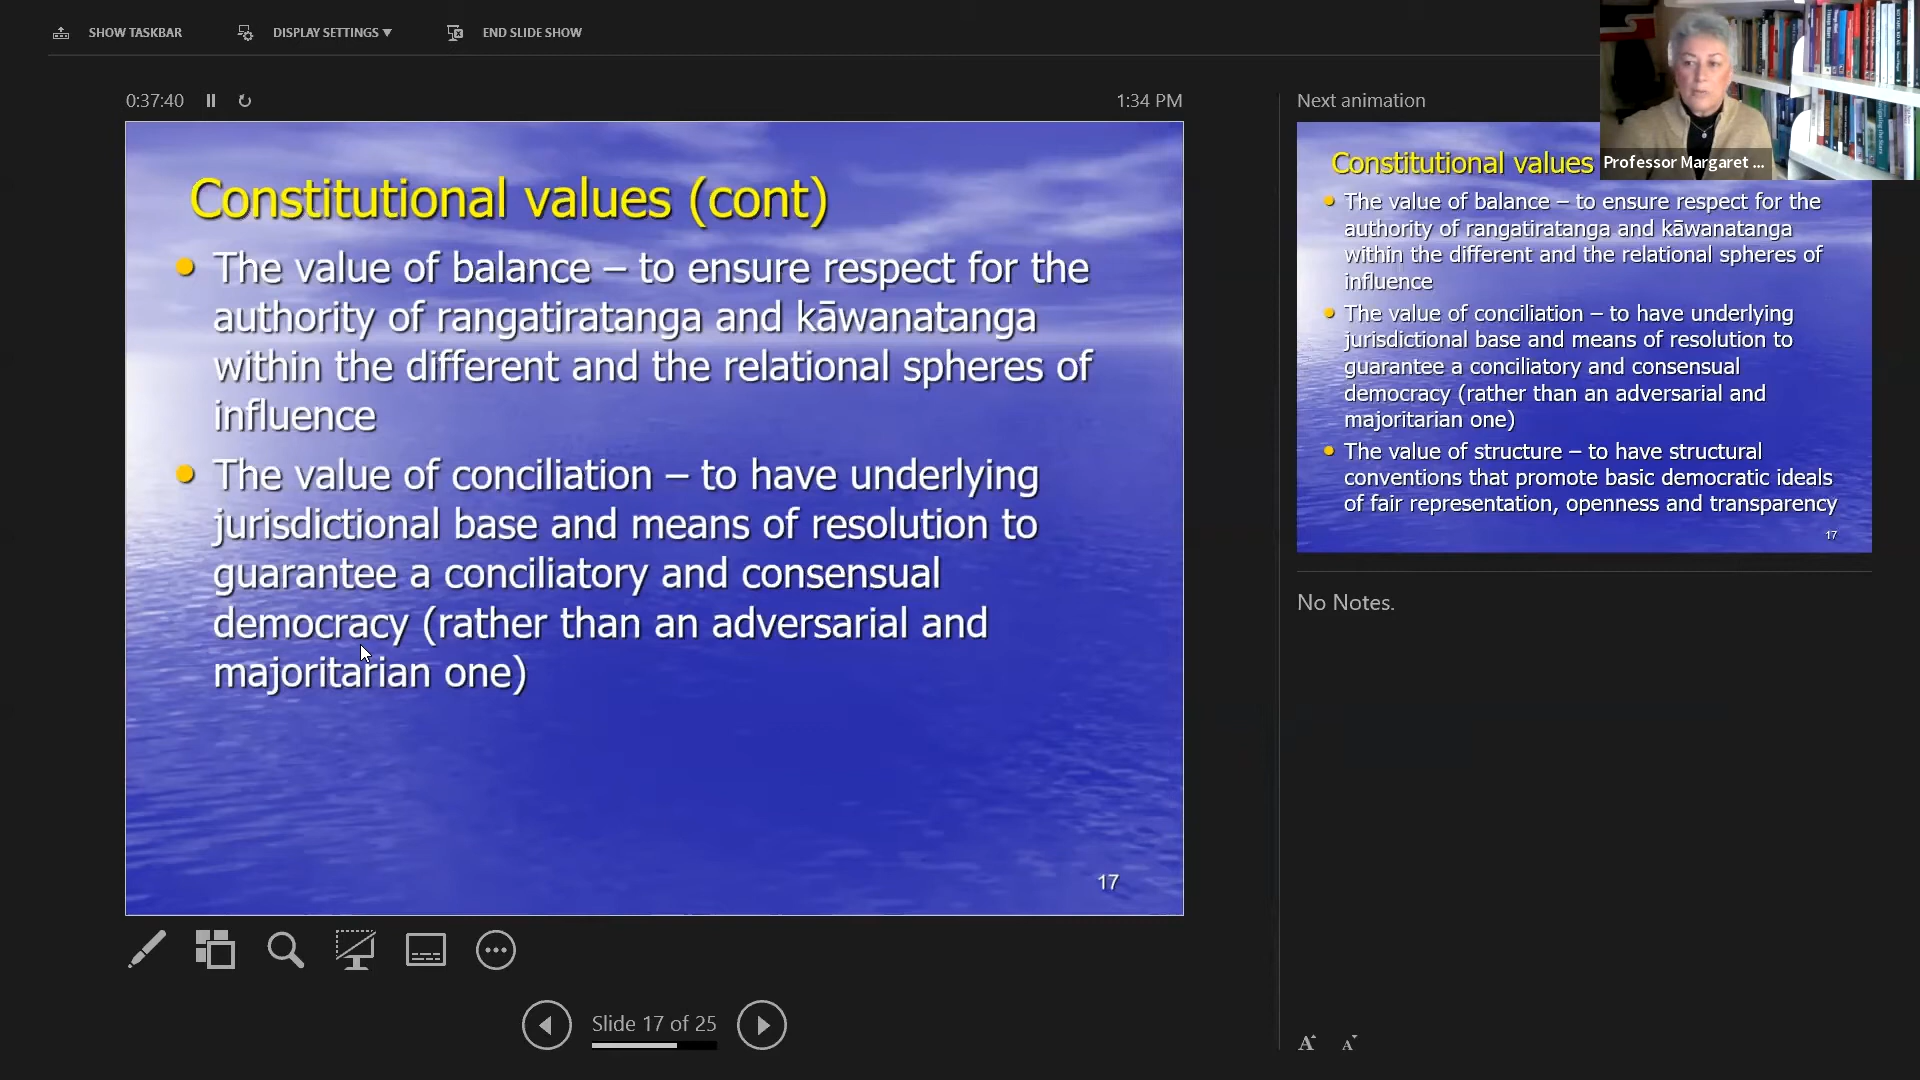 SHOW TASKBAR
DISPLAY SETTINGS ▼
END SLIDE SHOW
0:37:40
1:34 PM
Constitutional values (cont)
The value of balance – to ensure respect for the
authority of rangatiratanga and kāwanatanga
within the different and the relational spheres of
influence
The value of conciliation – to have underlying
jurisdictional base and means of resolution to
guarantee a conciliatory and consensual
democracy (rather than an adversarial and
majoritarian one)
17
Slide 17 of 25
Next animation
Professor Margaret ...
Constitutional values
The value of balance – to ensure respect for the
authority of rangatiratanga and kāwanatanga
within the different and the relational spheres of
influence
The value of conciliation – to have underlying
jurisdictional base and means of resolution to
guarantee a conciliatory and consensual
democracy (rather than an adversarial and
majoritarian one)
The value of structure – to have structural
conventions that promote basic democratic ideals
of fair representation, openness and transparency
17
No Notes.
A A